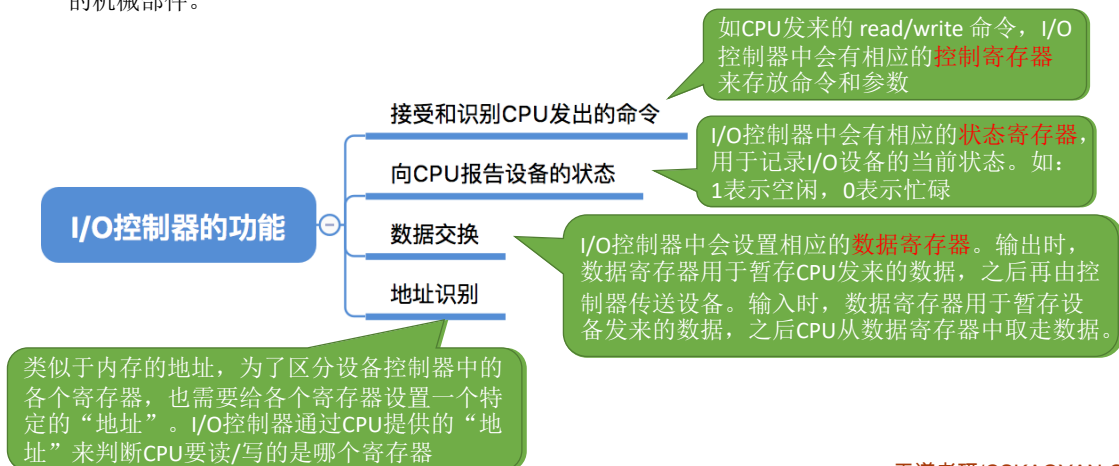 的机械部件。
如CPU发来的 read/write 命令，I/O
控制器中会有相应的控制寄存器
来存放命令和参数
接受和识别CPU发出的命令
I/O控制器中会有相应的状态寄存器，
用于记录I/O设备的当前状态。如：
1表示空闲，0表示忙碌
向CPU报告设备的状态
I/O控制器的功能
数据交换
I/O控制器中会设置相应的数据寄存器。输出时，
数据寄存器用于暂存CPU发来的数据，之后再由控
制器传送设备。输入时，数据寄存器用于暂存设
备发来的数据，之后CPU从数据寄存器中取走数据。
地址识别
类似于内存的地址，为了区分设备控制器中的
各个寄存器，也需要给各个寄存器设置一个特
定的“地址”。I/O控制器通过CPU提供的“地
址”来判断CPU要读/写的是哪个寄存器